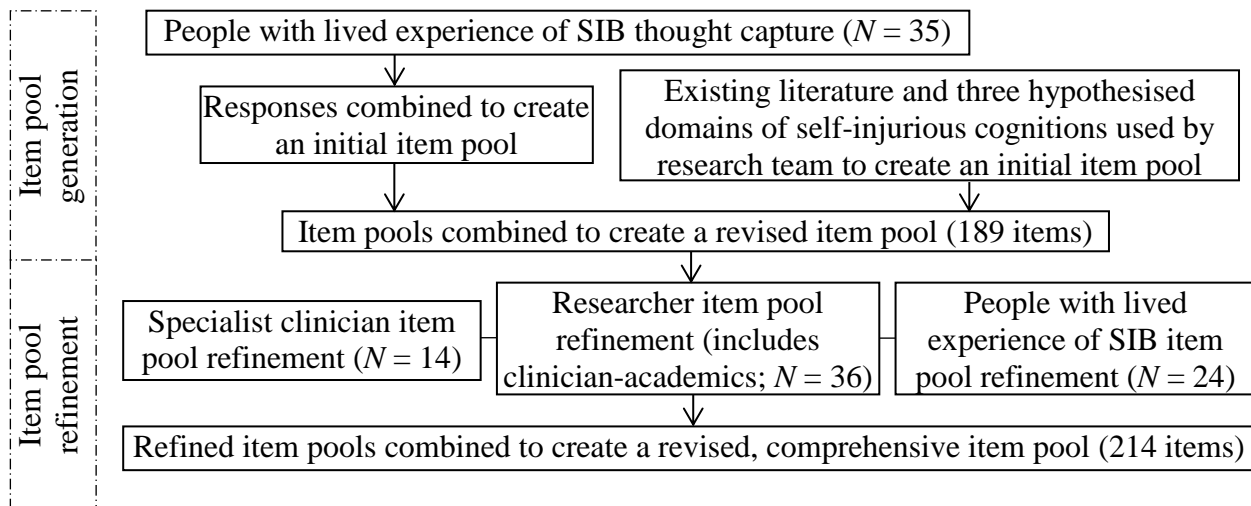 Item pool
generation
People with lived experience of SIB thought capture (N = 35)
Responses combined to create
an initial item pool
Existing literature and three hypothesised
domains of self-injurious cognitions used by
research team to create an initial item pool
Item pools combined to create a revised item pool (189 items)
Item pool
refinement
Specialist clinician item
pool refinement (N = 14)
Researcher item pool
refinement (includes
clinician-academics; N = 36)
People with lived
experience of SIB item
pool refinement (N = 24)
Refined item pools combined to create a revised, comprehensive item pool (214 items)